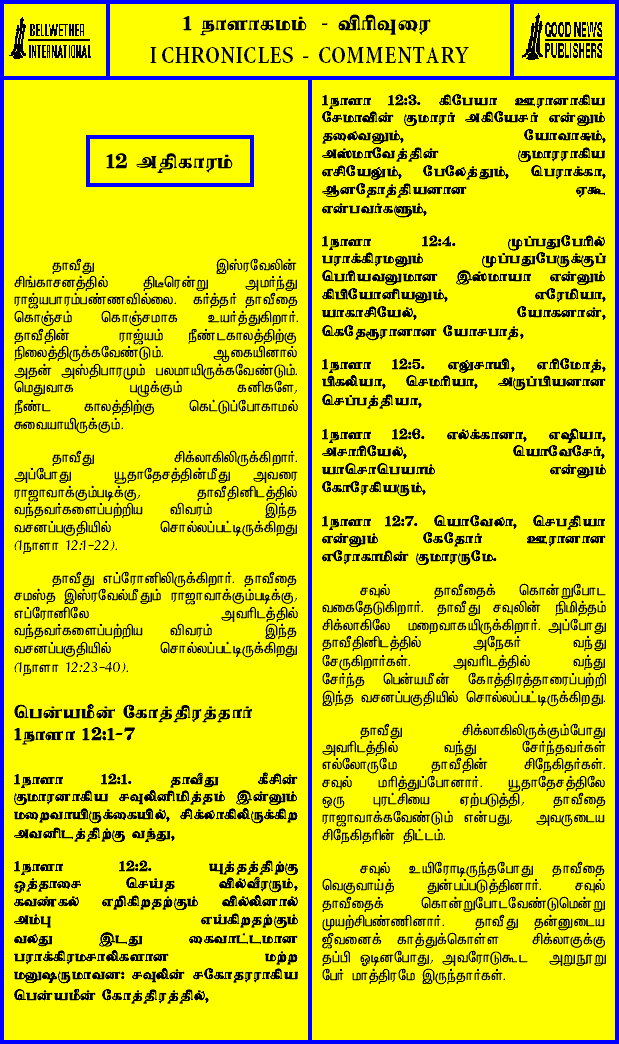 BELLWETHER
INTERNATIONAL
1 நாளாகமம் - விரிவுரை
I CHRONICLES - COMMENTARY
GOOD NEWS
PUBLISHERS
12 அதிகாரம்
தாவீது இஸ்ரவேலின்
சிங்காசனத்தில் திடீரென்று அமர்ந்து
ராஜ்யபாரம்பண்ணவில்லை. கர்த்தர் தாவீதை
கொஞ்சம் கொஞ்சமாக உயர்த்துகிறார்.
தாவீதின் ராஜ்யம் நீண்டகாலத்திற்கு
நிலைத்திருக்கவேண்டும். ஆகையினால்
அதன் அஸ்திபாரமும் பலமாயிருக்கவேண்டும்.
மெதுவாக பழுக்கும் கனிகளே,
நீண்ட காலத்திற்கு கெட்டுப்போகாமல்
சுவையாயிருக்கும்.
தாவீது சிக்லாகிலிருக்கிறார்.
அப்போது யூதாதேசத்தின்மீது அவரை
ராஜாவாக்கும்படிக்கு, தாவீதினிடத்தில்
வந்தவர்களைப்பற்றிய விவரம் இந்த
வசனபகுதியில் சொல்லப்பட்டிருக்கிறது
(1நாளா 12:1-22).
தாவீது எப்ரோனிலிருக்கிறார். தாவீதை
சமஸ்த இஸ்ரவேல்மீதும் ராஜாவாக்கும்படிக்கு,
எப்ரோனிலே அவரிடத்தில்
வந்தவர்களைப்பற்றிய விவரம் இந்த
வசனப்பகுதியில் சொல்லப்பட்டிருக்கிறது
(1நாளா 12:23-40).
பென்யமீன் கோத்திரத்தார்
1நாளா 12:1-7
1நாளா 12:1. தாவீது கீசின்
குமாரனாகிய சவுலினிமித்தம் இன்னும்
மறைவாயிருக்கையில், சிக்லாகிலிருக்கிற
அவனிடத்திற்கு வந்து,
1நாளா 12:2. யுத்தத்திற்கு
ஒத்தாசை செய்த வில்வீரரும்,
கவண்கல் எறிகிறதற்கும் வில்லினால்
அம்பு எய்கிறதற்கும்
வலது இடது கைவாட்டமான
பராக்கிரமசாலிகளான மற்ற
மனுஷருமாவன: சவுலின் சகோதரராகிய
பென்யமீன் கோத்திரத்தில்,
1நாளா 12:3. கிபேயா ஊரானாகிய
சேமாவின் குமாரர் அகியேசர் என்னும்
தலைவனும், யோவாசும்,
அஸ்மாவேத்தின் குமாரராகிய
எசியேலும், பேலேத்தும், பெராக்கா,
ஆனதோத்தியனான ஏகூ
என்பவர்களும்,
1நாளா 12:4. முப்பதுபேரில்
பராக்கிரமனும் முப்பதுபேருக்குப்
பெரியவனுமான இஸ்மாயா என்னும்
கிபியோனியனும், எரேமியா,
யாகாசியேல், யோகனான்,
கெதேரூரானான யோசபாத்,
1நாளா 12:5. எலுசாயி, எரிமோத்,
பிகலியா, செமரியா, அருப்பியனான
செப்பத்தியா,
1நாளா 12:6. எல்க்கானா, எஷியா,
அசாரியேல், யொவேசேர்,
யாசொபெயாம் என்னும்
கோரேகியரும்,
1நாளா 12:7. யொவேலா, செபதியா
என்னும் கேதோர் ஊரானான
எரோகாமின் குமாரருமே.
சவுல் தாவீதைக் கொன்றுபோட
வகைதேடுகிறார். தாவீது சவுலின் நிமித்தம்
சிக்லாகிலே மறைவாகயிருக்கிறார். அப்போது
தாவீதினிடத்தில் அநேகர் வந்து
சேருகிறார்கள். அவரிடத்தில் வந்து
சேர்ந்த பென்யமீன் கோத்திரத்தாரைப்பற்றி
இந்த வசனப்பகுதியில் சொல்லப்பட்டிருக்கிறது.
தாவீது சிக்லாகிலிருக்கும்போது
அவரிடத்தில் வந்து சேர்ந்தவர்கள்
எல்லோருமே தாவீதின் சிநேகிதர்கள்.
சவுல் மரித்துப்போனார். யூதாதேசத்திலே
ஒரு புரட்சியை ஏற்படுத்தி, தாவீதை
ராஜாவாக்கவேண்டும் என்பது, அவருடைய
சிநேகிதரின் திட்டம்.
சவுல் உயிரோடிருந்தபோது தாவீதை
வெகுவாய்த் துன்பப்படுத்தினார். சவுல்
தாவீதைக் கொன்றுபோடவேண்டுமென்று
முயற்சிபண்ணினார். தாவீது தன்னுடைய
ஜீவனைக் காத்துக்கொள்ள சிக்லாகுக்கு
தப்பி ஓடினபோது, அவரோடுகூட அறுநூறு
பேர் மாத்திரமே இருந்தார்கள்.